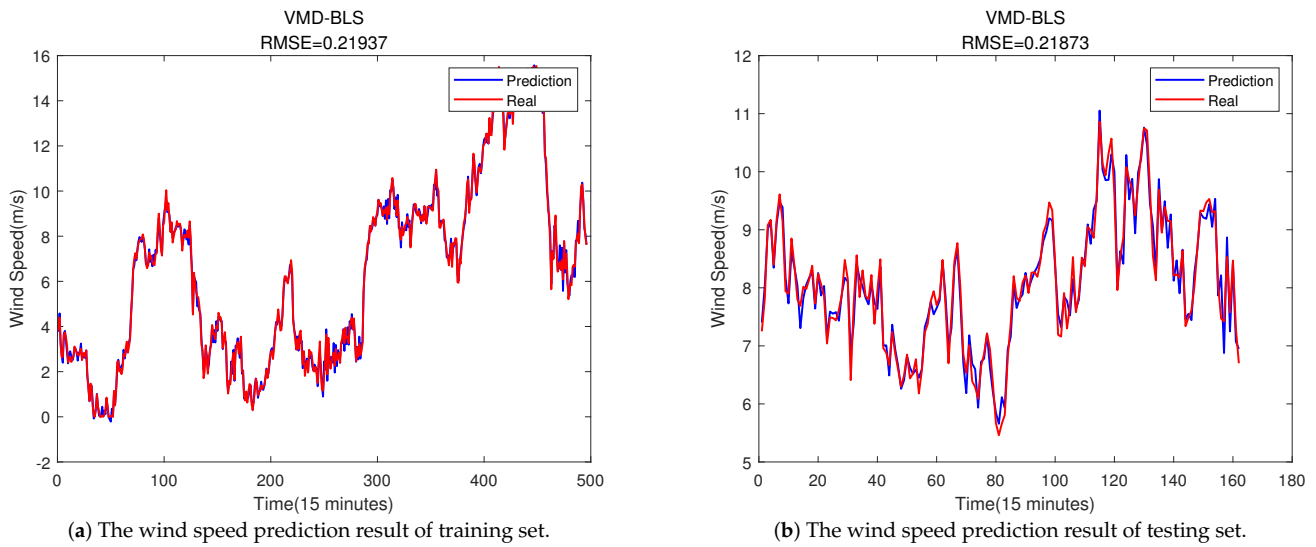 VMD-BLS
RMSE=0.21937
16
14
12
10
8
6
4
2
0
-2
Wind Speed(m/s)
Prediction
Real
0 100 200 300 400 500
Time(15 minutes)
(a) The wind speed prediction result of training set.
VMD-BLS
RMSE=0.21873
12
11
10
9
8
7
6
5
Wind Speed(m/s)
Prediction
Real
0 20 40 60 80 100 120 140 160 180
Time(15 minutes)
(b) The wind speed prediction result of testing set.